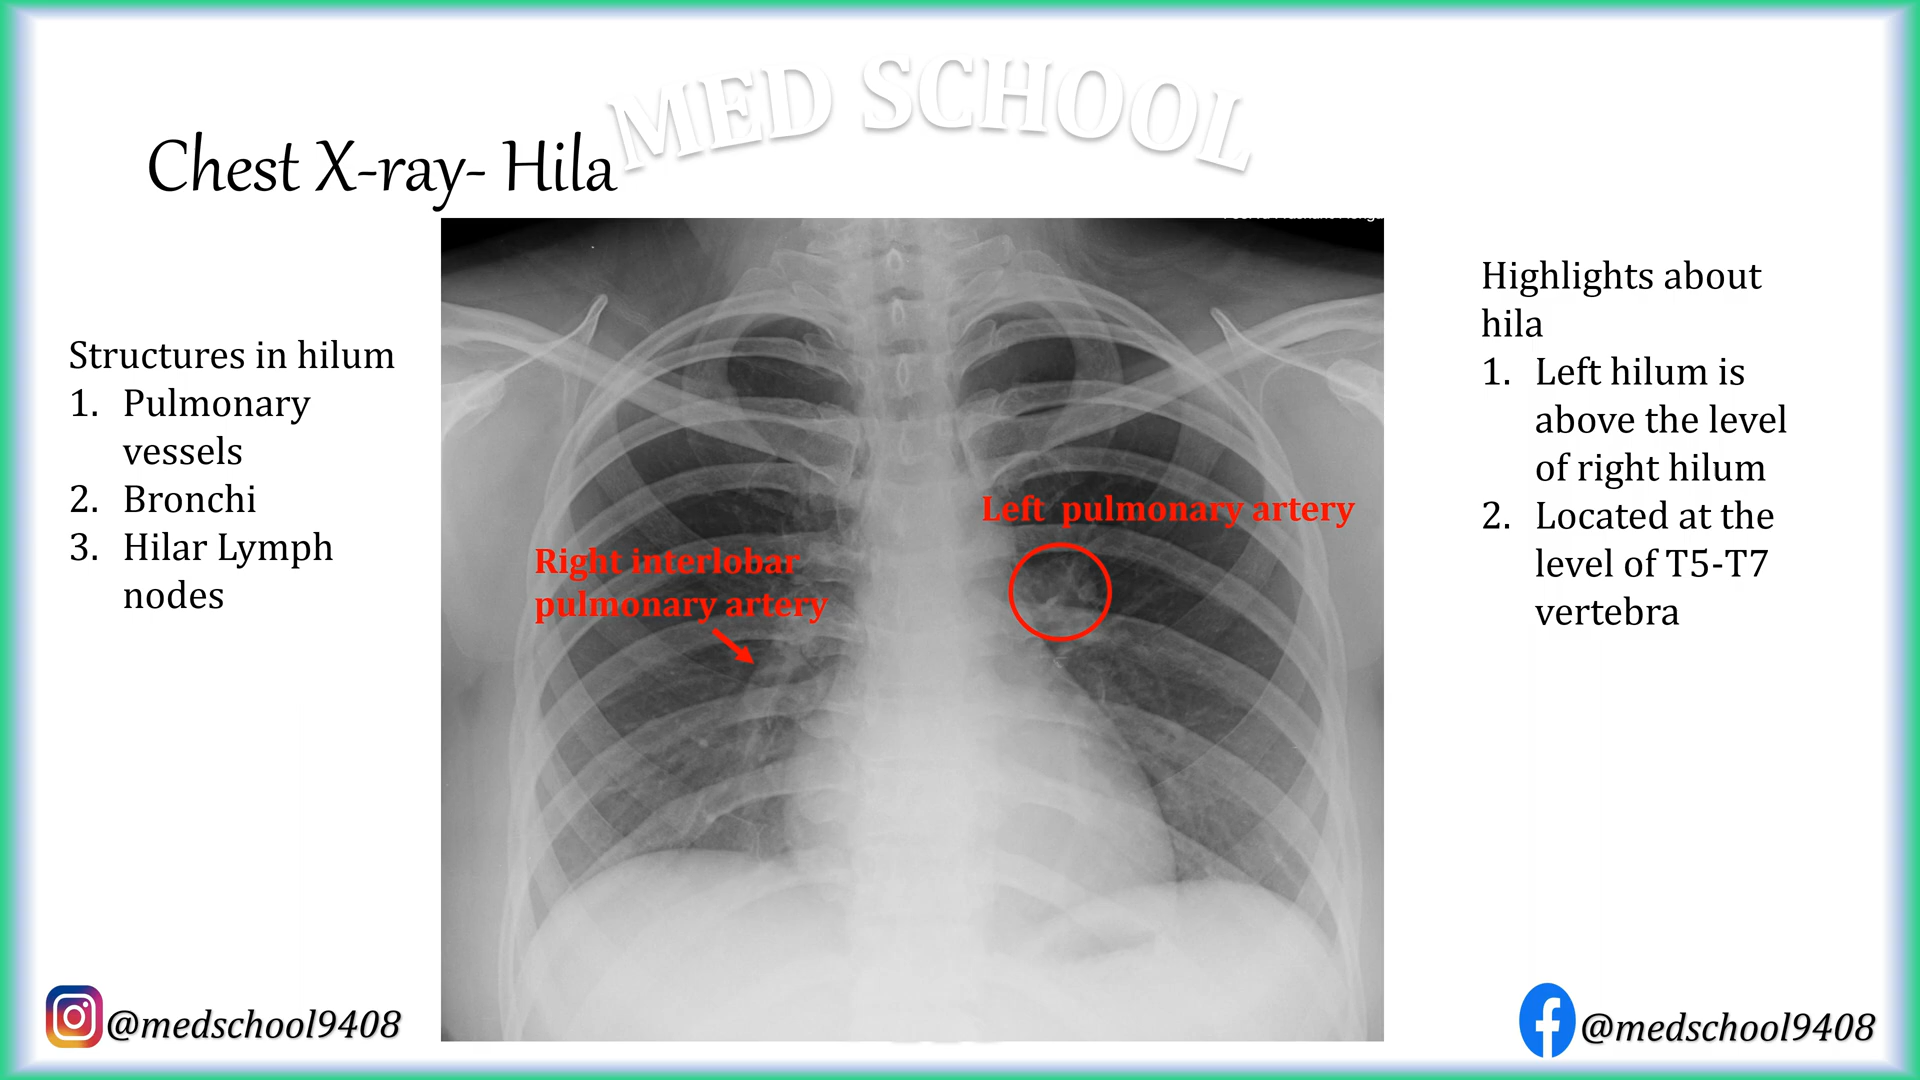 MED SCHOOL
Chest X-ray- Hila
Structures in hilum
1. Pulmonary
vessels
2. Bronchi
3. Hilar Lymph
nodes
Left pulmonary artery
Right interlobar
pulmonary artery
Highlights about
hila
1. Left hilum is
above the level
of right hilum
2. Located at the
level of T5-T7
vertebra
@medschool9408
@medschool9408